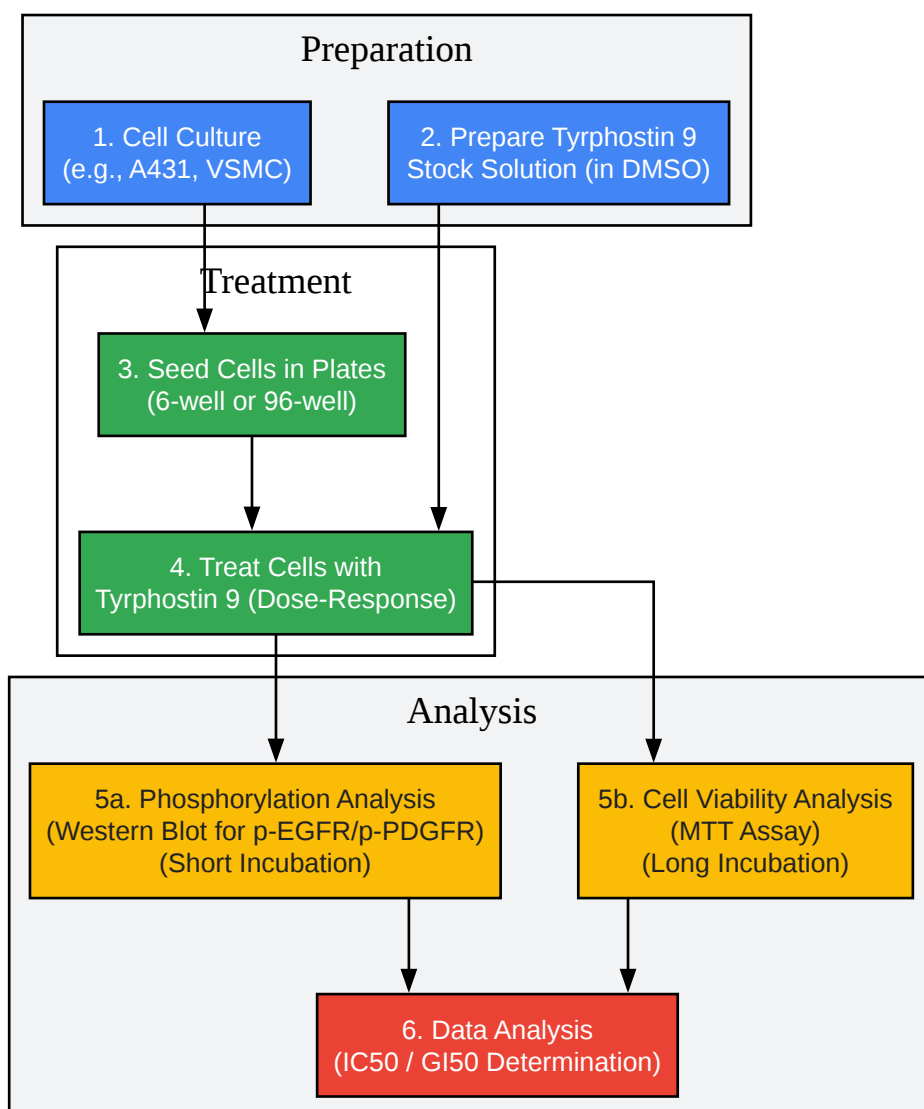 Preparation
1. Cell Culture
(e.g., A431, VSMC)
2. Prepare Tyrphostin 9
Stock Solution (in DMSO)
Treatment
3. Seed Cells in Plates
(6-well or 96-well)
4. Treat Cells with
Tyrphostin 9 (Dose-Response)
Analysis
5a. Phosphorylation Analysis
(Western Blot for p-EGFR/p-PDGFR)
(Short Incubation)
5b. Cell Viability Analysis
(MTT Assay)
(Long Incubation)
6. Data Analysis
(IC50 / GI50 Determination)